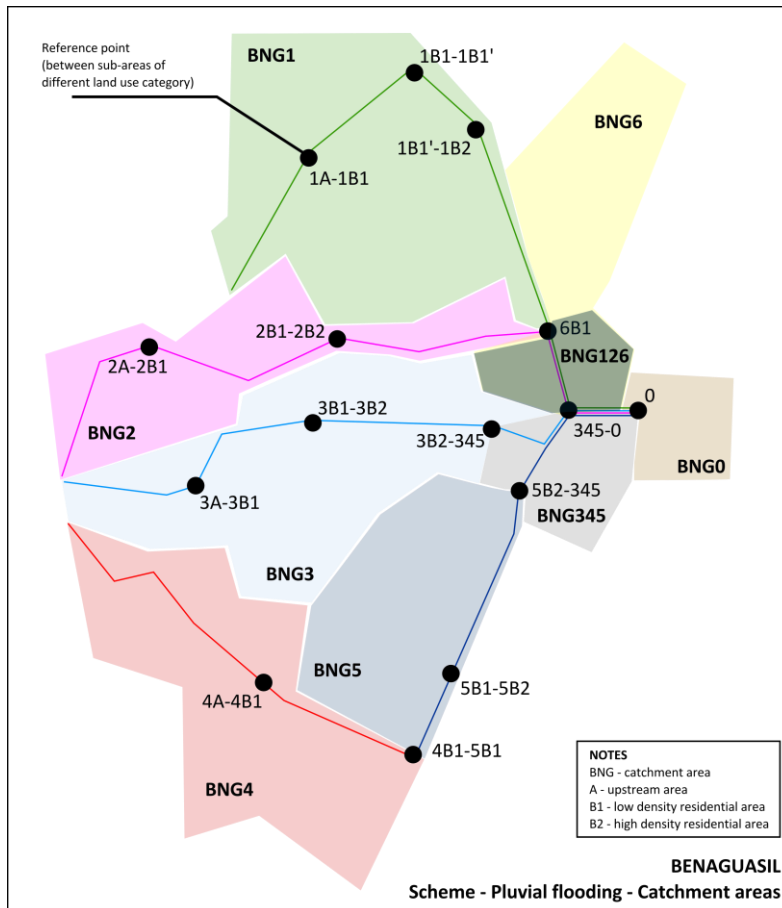 Reference point
(between sub-areas of
different land use category)
BNG1
1B1-1B1'
1B1'-1B2
1A-1B1
BNG6
2B1-2B2
6B1
2A-2B1
BNG126
0
BNG2
3B1-3B2
3B2-345
345-0
BNG0
3A-3B1
5B2-345
BNG345
BNG3
BNG5
5B1-5B2
4A-4B1
4B1-5B1
BNG4
NOTES
BNG - catchment area
A - upstream area
B1 - low density residential area
B2 - high density residential area
BENAGUASIL
Scheme - Pluvial flooding - Catchment areas